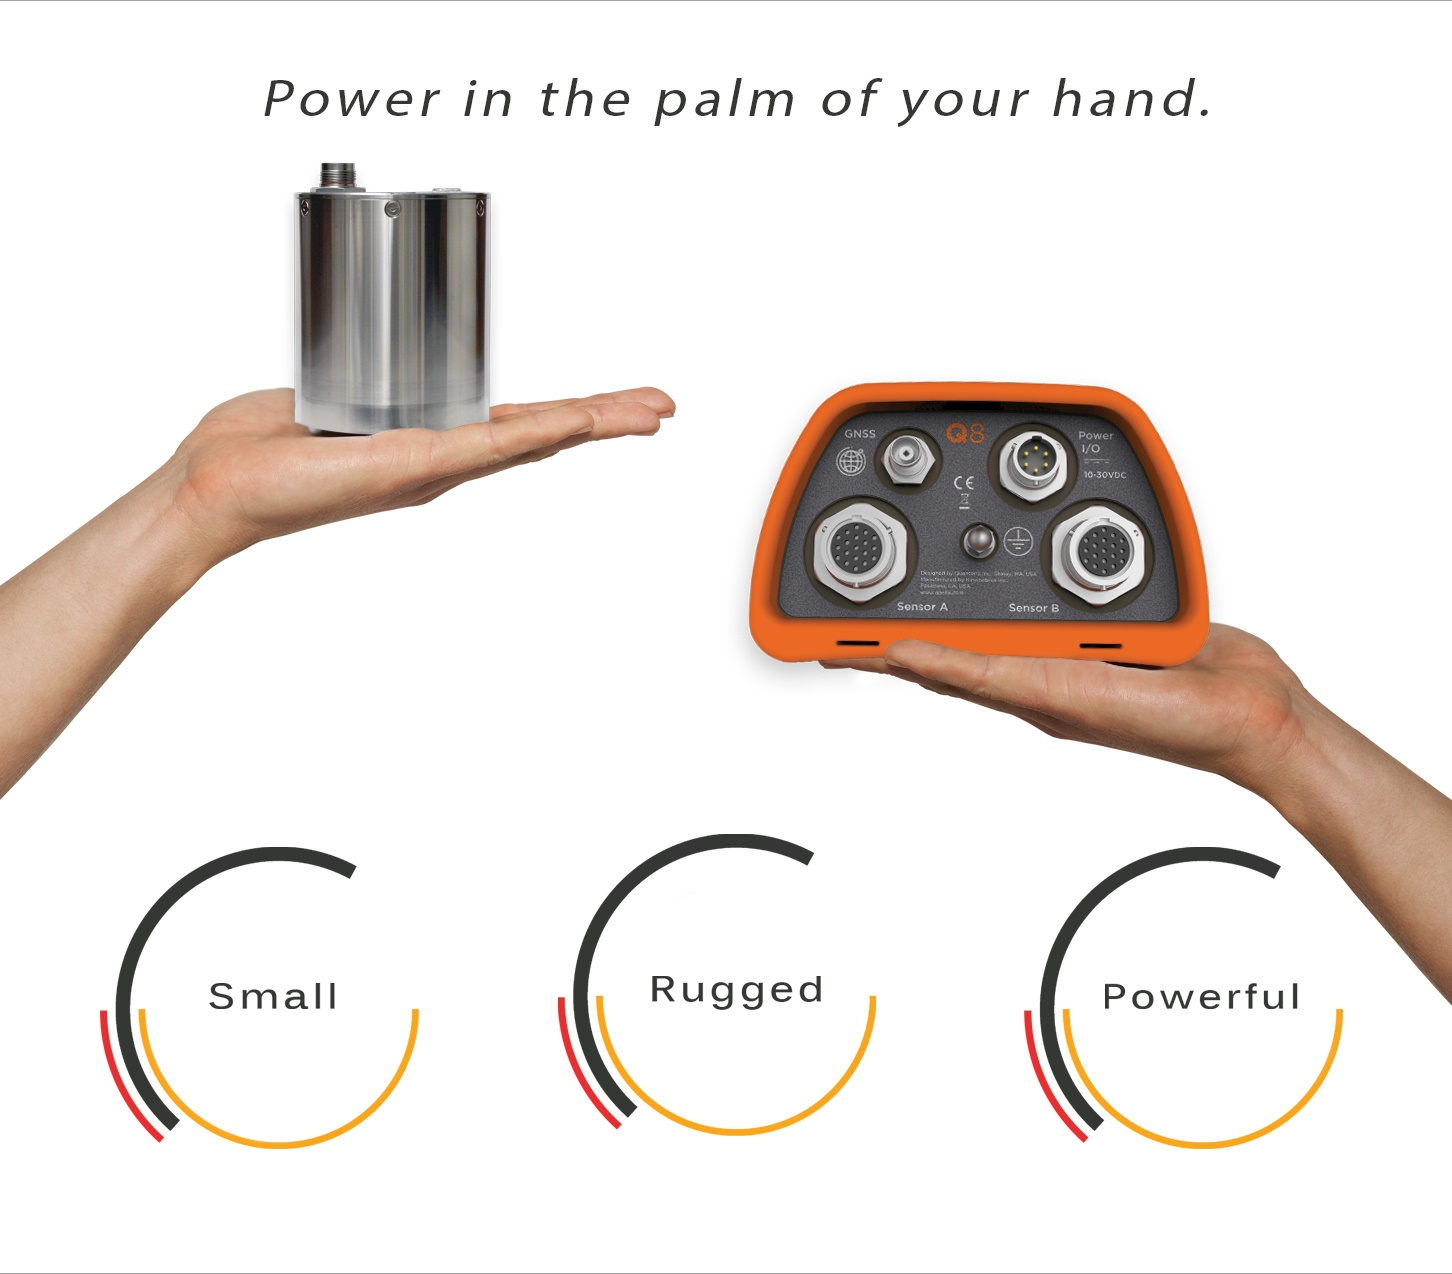 Power in the palm of your hand.
GNSS
Q8
Power
I/O
10-30VDC
CE
Sensor A
Sensor B
Small
Rugged
Powerful